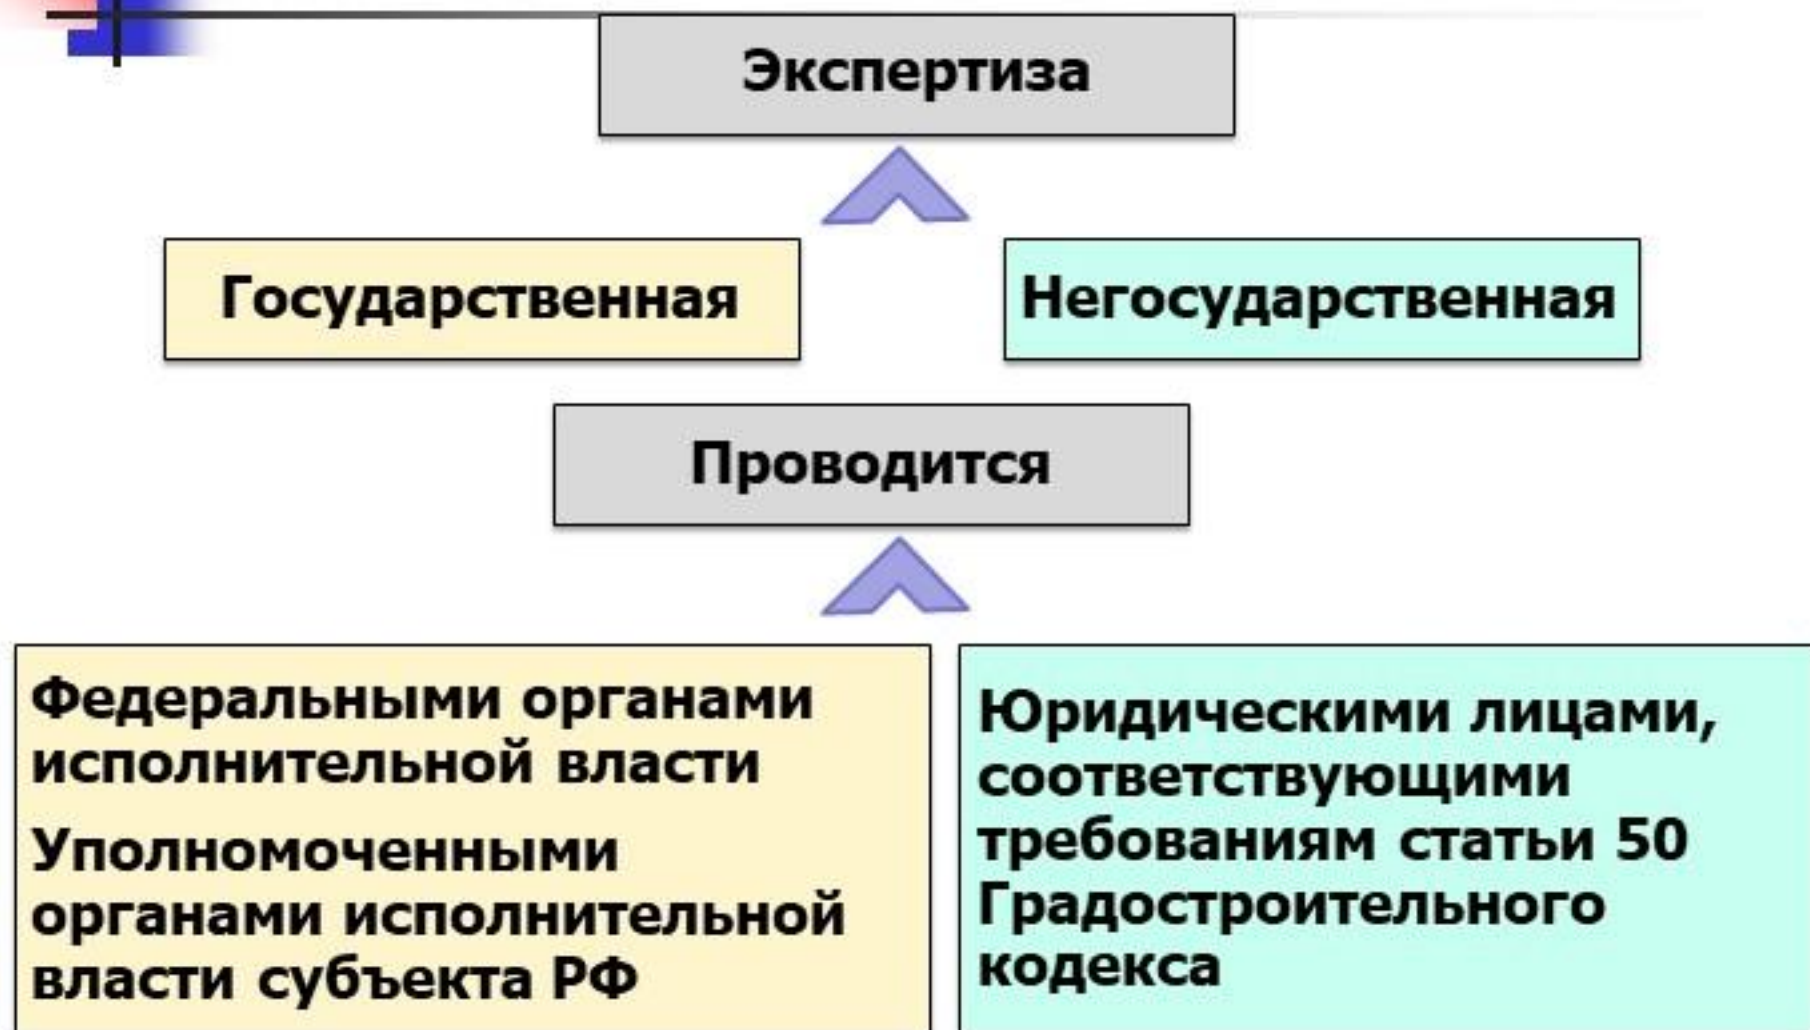 Экспертиза
Государственная
Негосударственная
Проводится
Федеральными органами
исполнительной власти
Уполномоченными
органами исполнительной
власти субъекта РФ
Юридическими лицами,
соответствующими
требованиям статьи 50
Градостроительного
кодекса